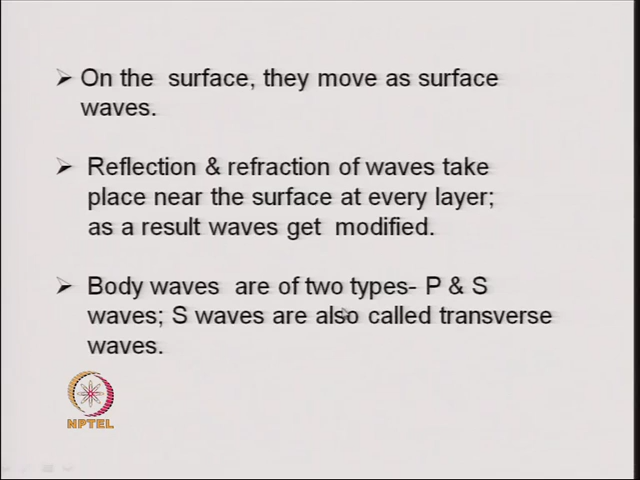 ➢ On the surface, they move as surface
waves.
➢ Reflection & refraction of waves take
place near the surface at every layer;
as a result waves get modified.
➢ Body waves are of two types- P & S
waves; S waves are also called transverse
waves.
NPTEL